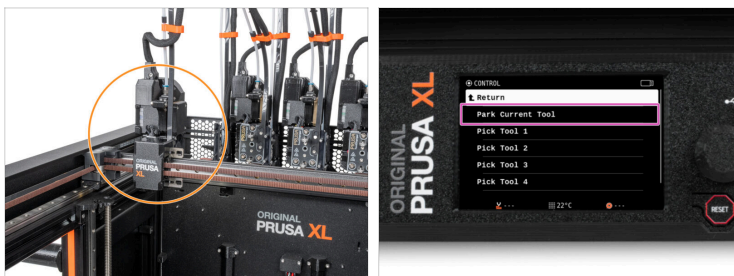 ORIGINAL
PRUSA
XL
ORIGINAL
PRUSA XL
ORIGINAL
PRUSA XL
CONTROL
Return
Park Current Tool
Pick Tool 1
Pick Tool 2
Pick Tool 3
Pick Tool 4
--- 22°C ---
RESET